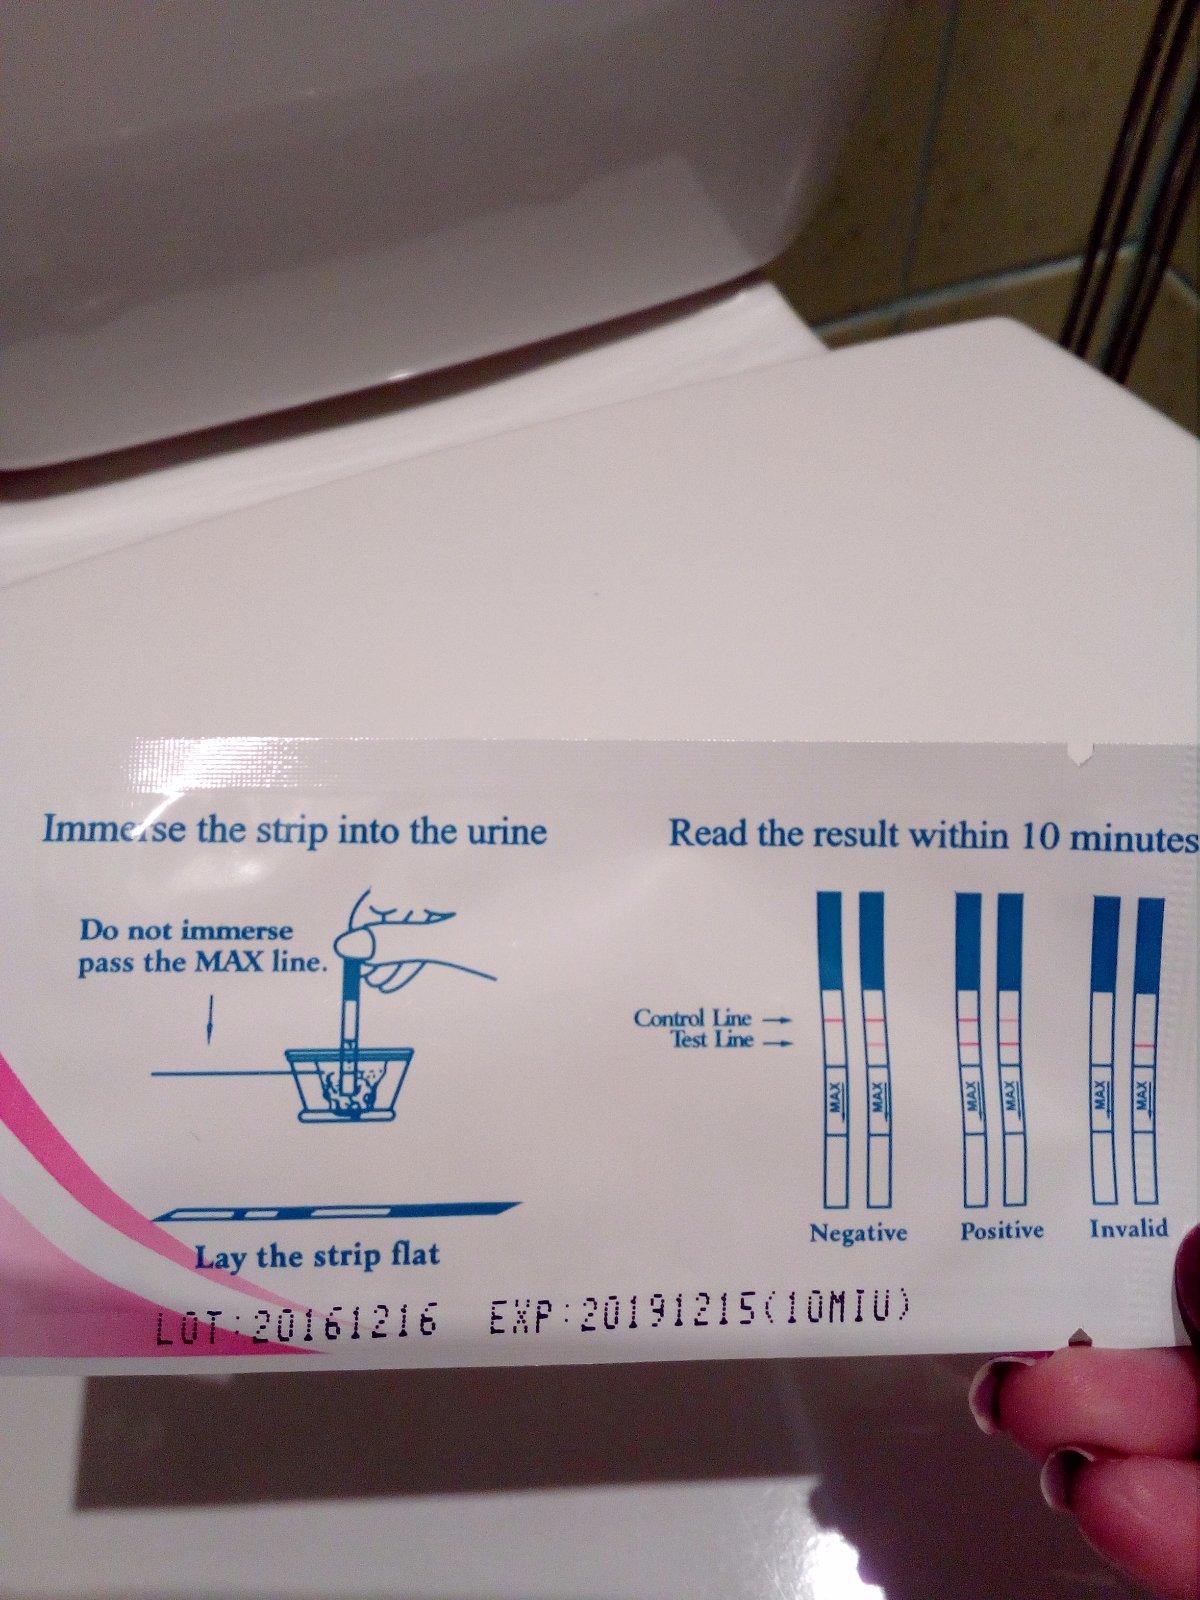 Immerse the strip into the urine
Do not immerse
pass the MAX line.
Lay the strip flat
Read the result within 10 minutes
Control Line
Test Line
MAX MAX MAX MAX MAX MAX
Negative Positive Invalid
LOT:20161216 EXP:20191215(10MIU)